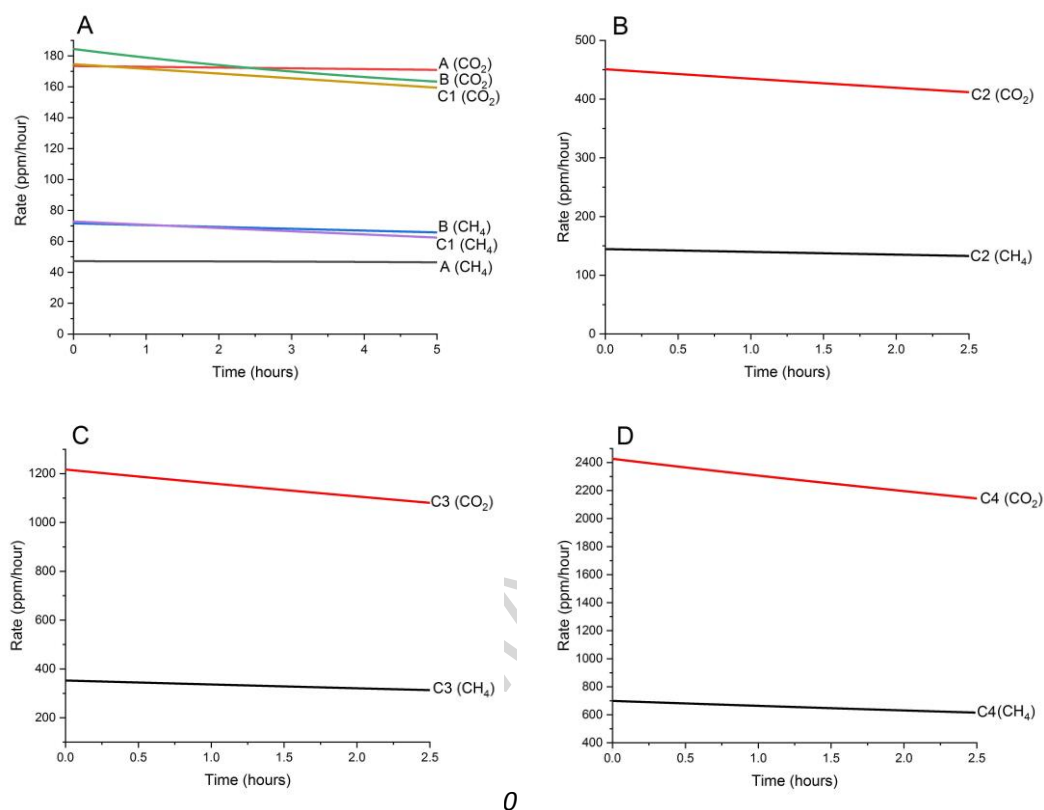 A
180
160
140
120
100
80
60
40
20
0
Rate (ppm/hour)
0 1 2 3 4 5
Time (hours)
A (CO₂)
B (CO₂)
C1 (CO₂)
B (CH₄)
C1 (CH₄)
A (CH₄)
B
500
400
300
200
100
0
Rate (ppm/hour)
0.0 0.5 1.0 1.5 2.0 2.5
Time (hours)
C2 (CO₂)
C2 (CH₄)
C
1200
1000
800
600
400
200
Rate (ppm/hour)
0.0 0.5 1.0 1.5 2.0 2.5
Time (hours)
C3 (CO₂)
C3 (CH₄)
D
2400
2200
2000
1800
1600
1400
1200
1000
800
600
400
Rate (ppm/hour)
0.0 0.5 1.0 1.5 2.0 2.5
Time (hours)
C4 (CO₂)
C4(CH₄)
0